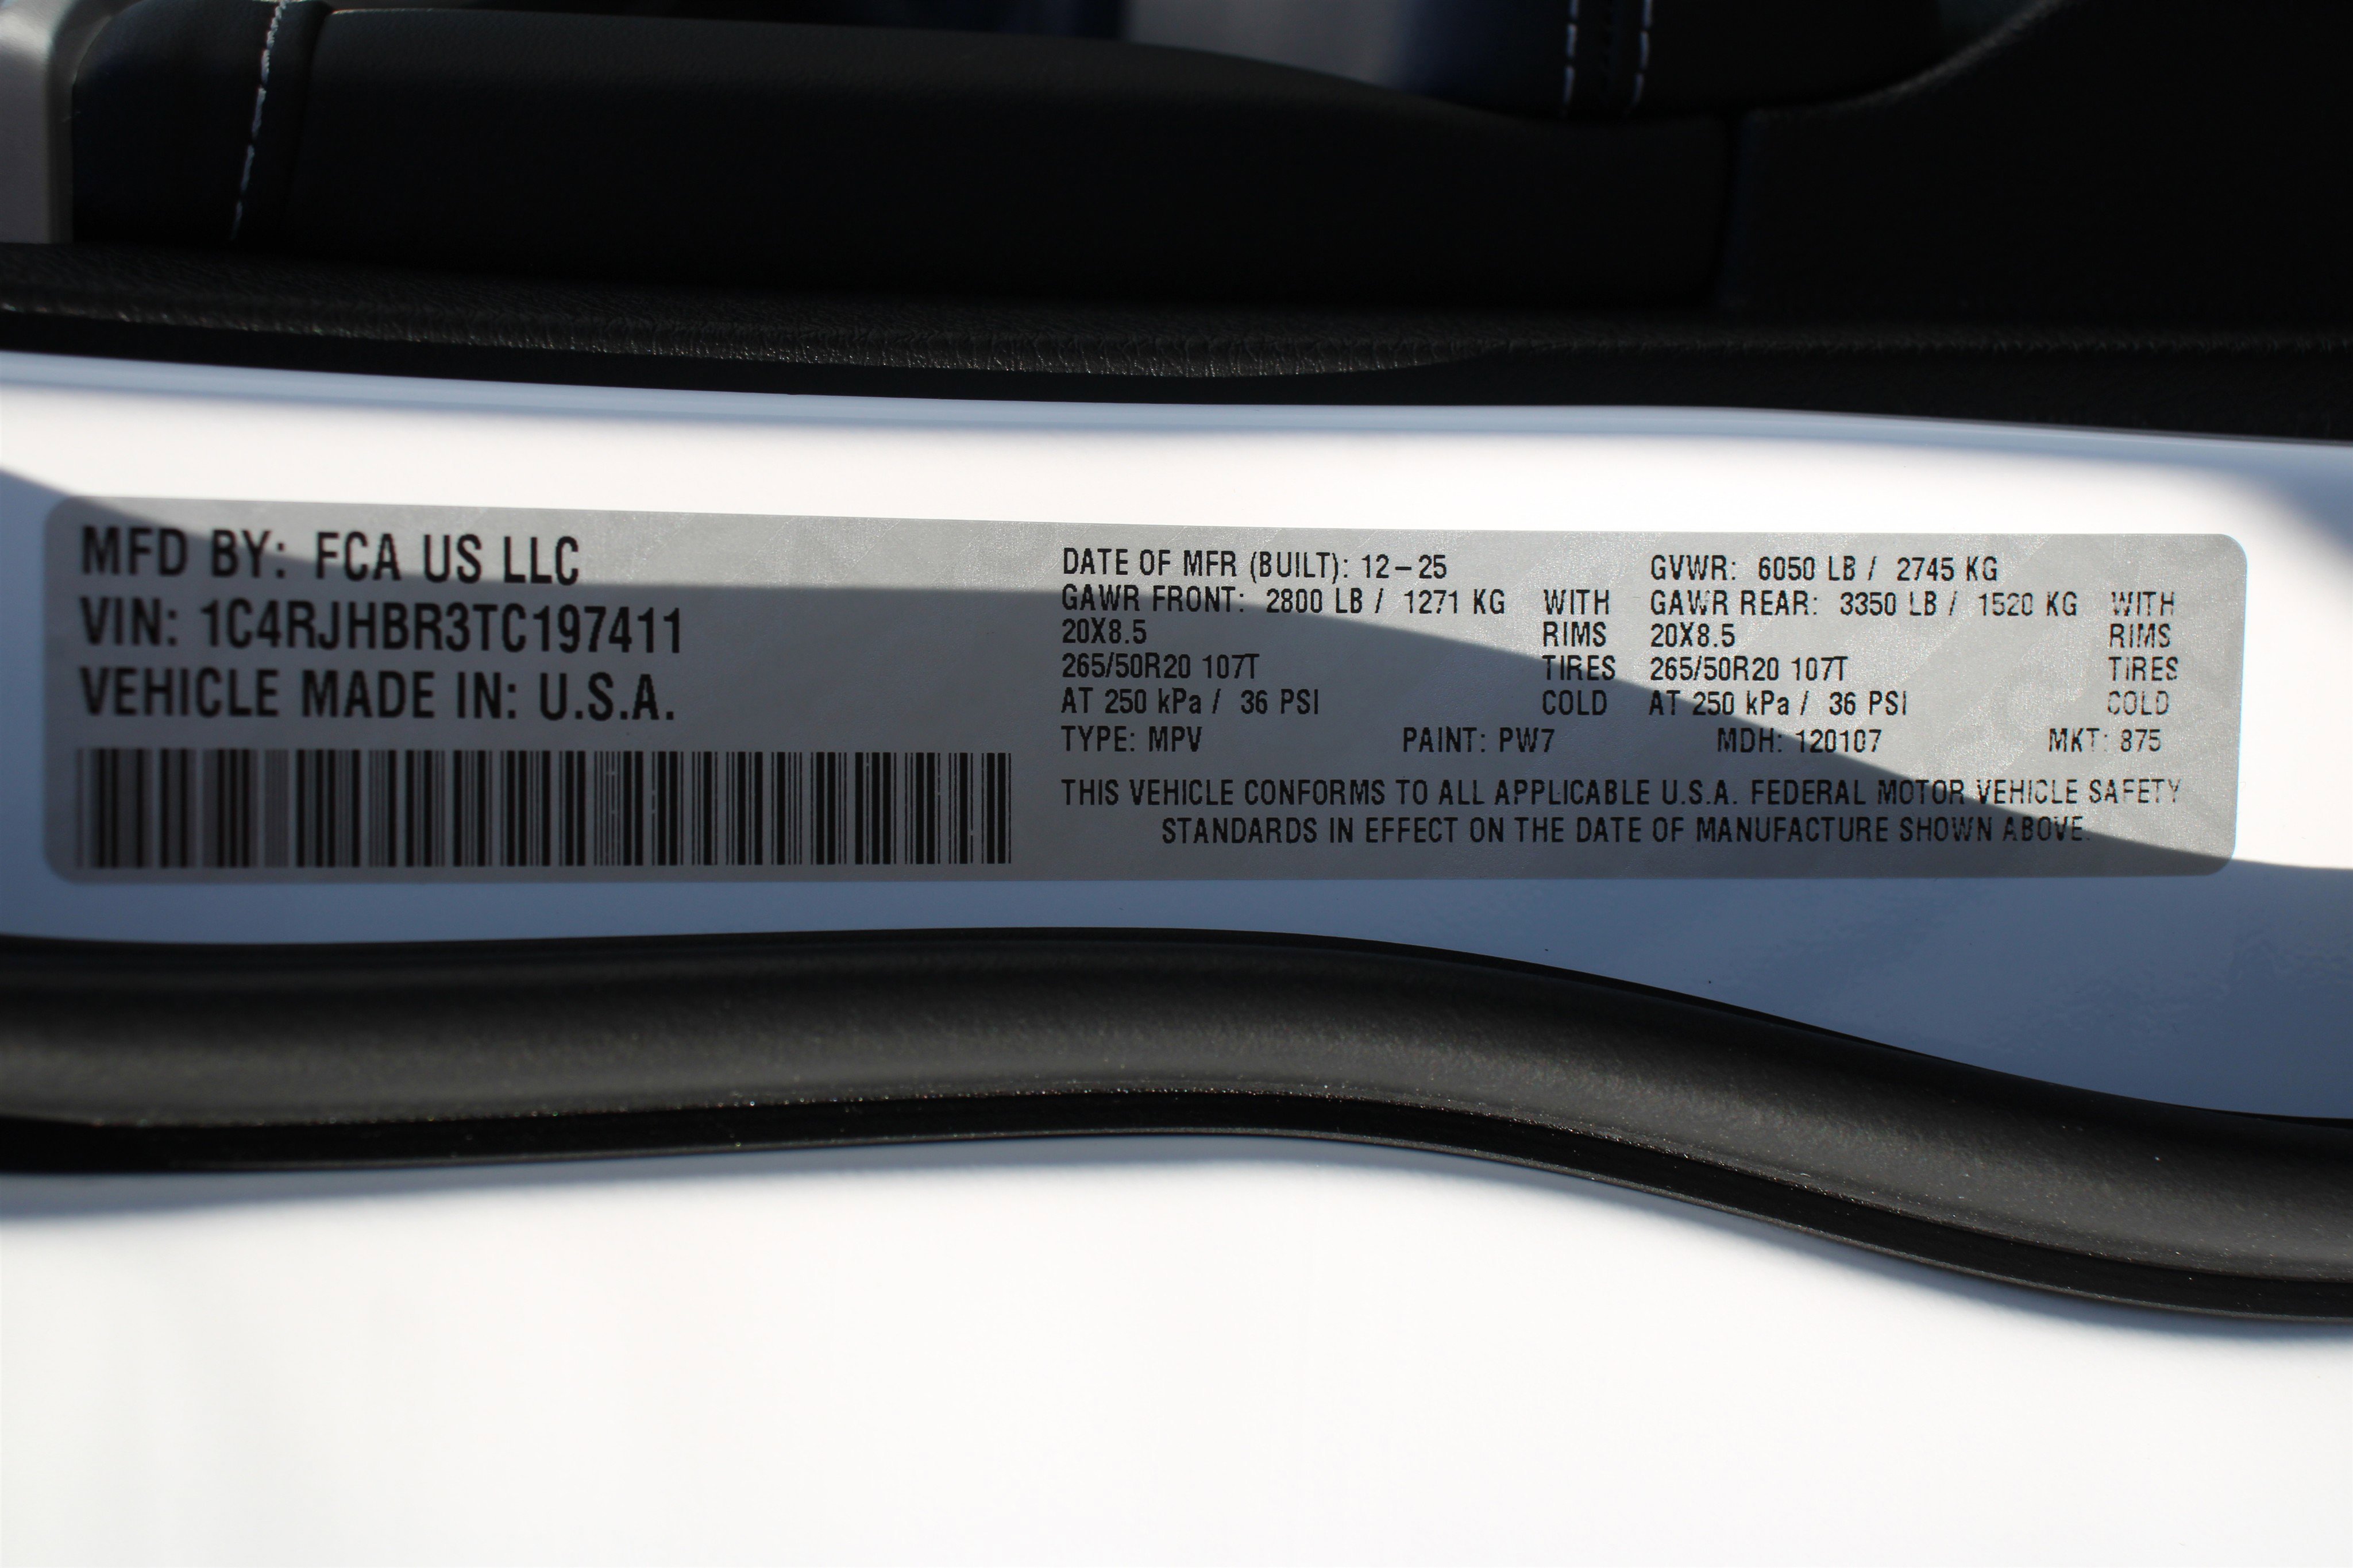 MFD BY: FCA US LLC
VIN: 1C4RJHBR3TC197411
VEHICLE MADE IN: U.S.A.
DATE OF MFR (BUILT): 12-25 GVWR: 6050 LB / 2745 KG
GAWR FRONT: 2800 LB / 1271 KG WITH GAWR REAR: 3350 LB / 1520 KG WITH
20X8.5 RIMS 20X8.5 RIMS
265/50R20 107T TIRES 265/50R20 107T TIRES
AT 250 kPa / 36 PSI COLD AT 250 kPa / 36 PSI COLD
TYPE: MPV PAINT: PW7 MDH: 120107 MKT: 875
THIS VEHICLE CONFORMS TO ALL APPLICABLE U.S.A. FEDERAL MOTOR VEHICLE SAFETY
STANDARDS IN EFFECT ON THE DATE OF MANUFACTURE SHOWN ABOVE.